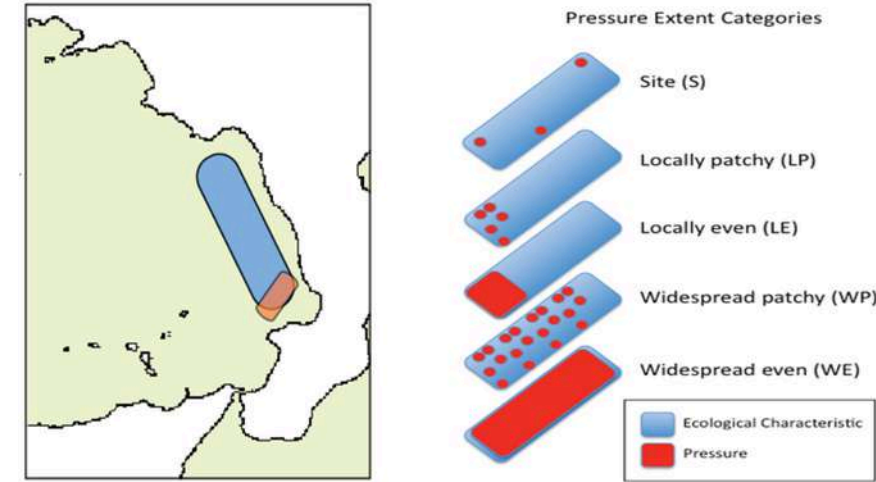 Pressure Extent Categories
Site (S)
Locally patchy (LP)
Locally even (LE)
Widespread patchy (WP)
Widespread even (WE)
Ecological Characteristic
Pressure